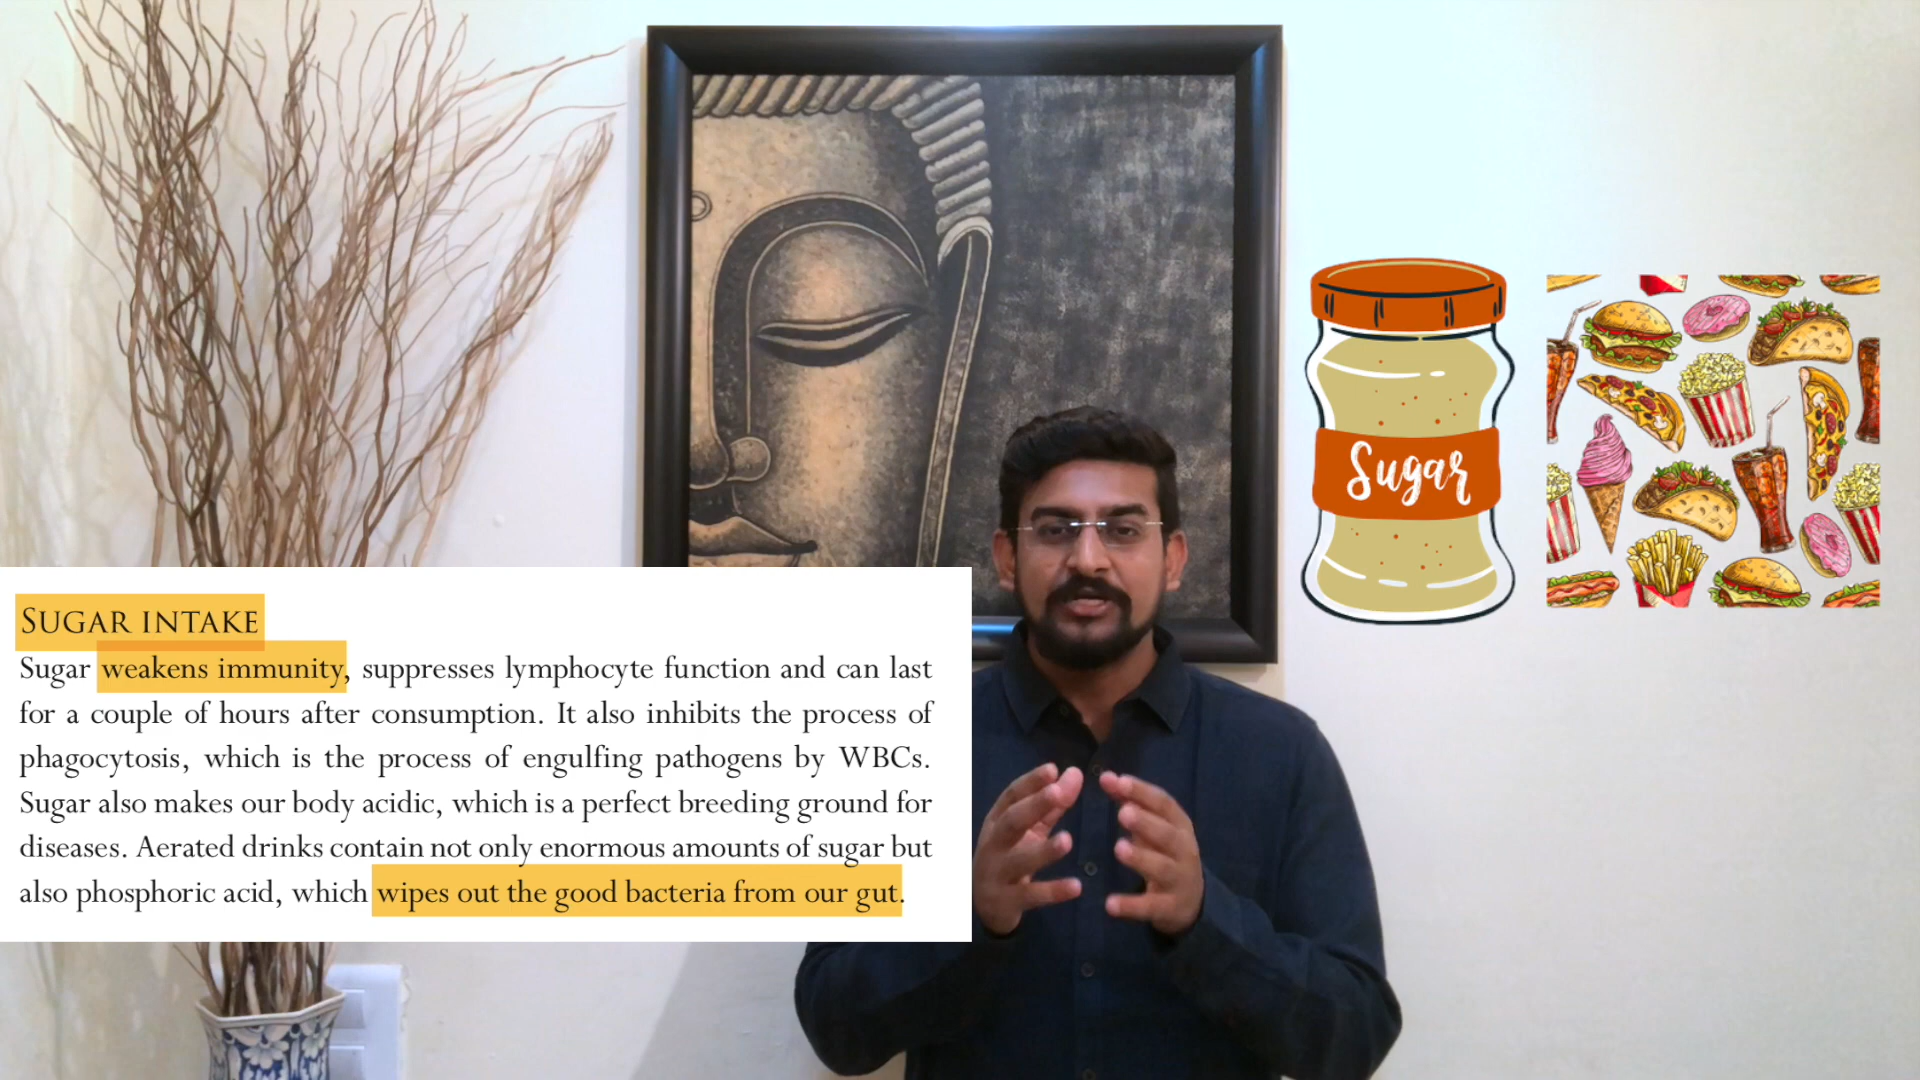 SUGAR INTAKE
Sugar weakens immunity, suppresses lymphocyte function and can last
for a couple of hours after consumption. It also inhibits the process of
phagocytosis, which is the process of engulfing pathogens by WBCs.
Sugar also makes our body acidic, which is a perfect breeding ground for
diseases. Aerated drinks contain not only enormous amounts of sugar but
also phosphoric acid, which wipes out the good bacteria from our gut.
Sugar